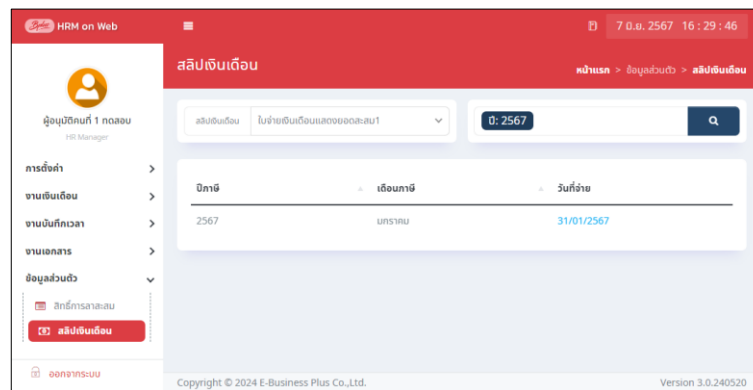 HRM on Web
7 มิ.ย. 2567 16 : 29 : 46
สลิปเงินเดือน
หน้าแรก > ข้อมูลส่วนตัว > สลิปเงินเดือน
ผู้อนุมัติคนที่ 1 ทดสอบ
HR Manager
สลิปเงินเดือน ใบจ่ายเงินเดือนแสดงยอดสะสม1
ปี: 2567
การตั้งค่า
งานเงินเดือน
งานบันทึกเวลา
งานเอกสาร
ข้อมูลส่วนตัว
สิทธิ์การลาสะสม
สลิปเงินเดือน
ออกจากระบบ
ปีภาษี เดือนภาษี วันที่จ่าย
2567 มกราคม 31/01/2567
Copyright © 2024 E-Business Plus Co.,Ltd. Version 3.0.240520